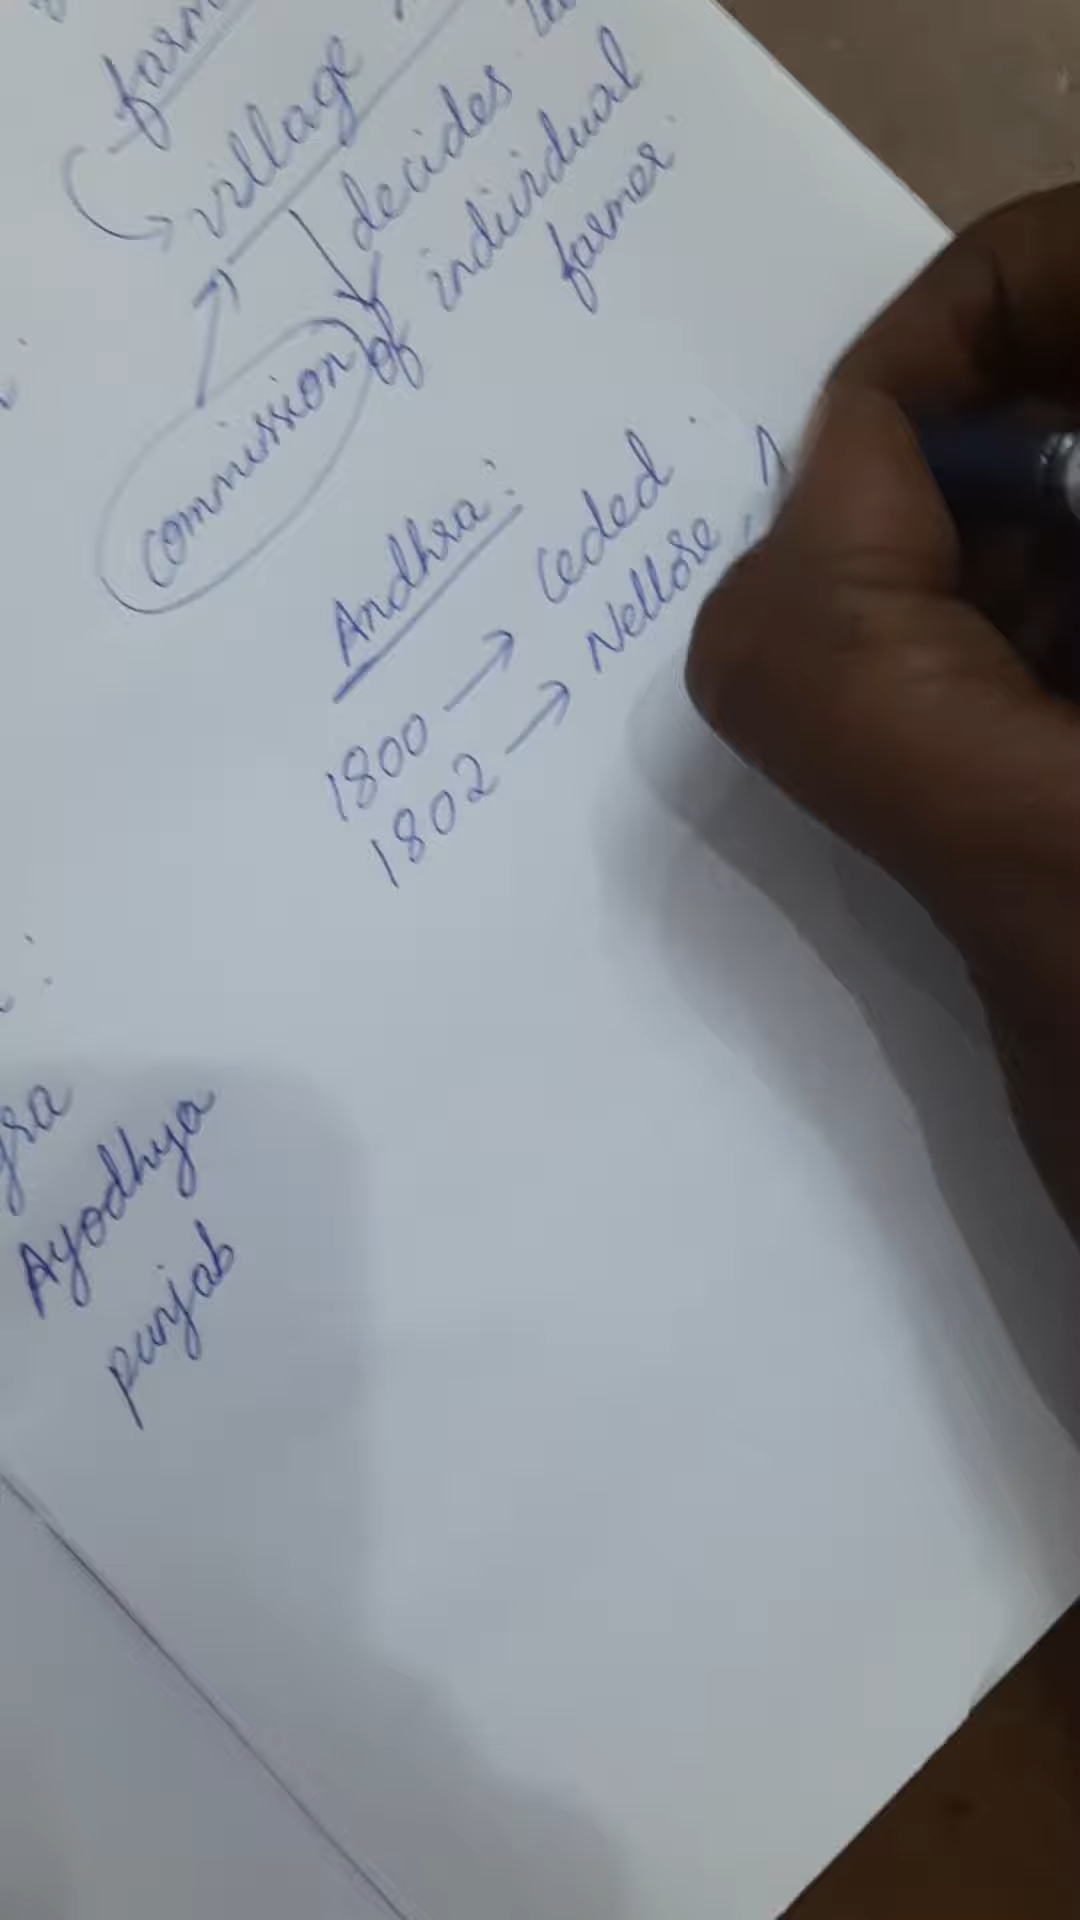 village
decides
of individual
farmer.
commission
Andhra:
1800 → Ceded
1802 → Nellore,
Ayodhya
punjab